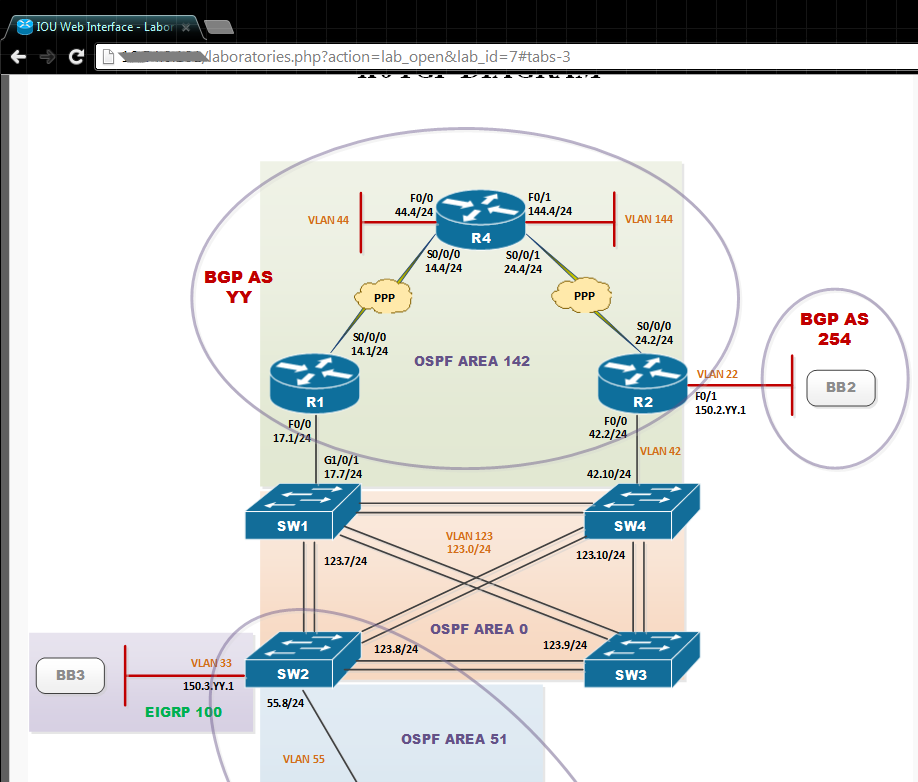 IOU Web Interface - Labor
/laboratories.php?action=lab_open&lab_id=7#tabs-3
F0/0
44.4/24
F0/1
144.4/24
VLAN 44
VLAN 144
R4
S0/0/0
14.4/24
S0/0/1
24.4/24
BGP AS
YY
PPP
PPP
S0/0/0
14.1/24
S0/0/0
24.2/24
OSPF AREA 142
BGP AS
254
R1
R2
VLAN 22
BB2
F0/1
150.2.YY.1
F0/0
17.1/24
F0/0
42.2/24
VLAN 42
G1/0/1
17.7/24
42.10/24
SW1
SW4
VLAN 123
123.0/24
123.7/24
123.10/24
OSPF AREA 0
123.8/24
123.9/24
VLAN 33
BB3
150.3.YY.1
SW2
SW3
EIGRP 100
55.8/24
OSPF AREA 51
VLAN 55